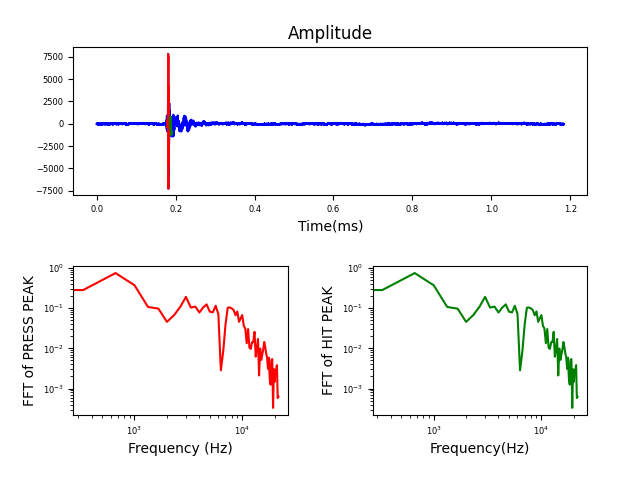 Amplitude
7500
5000
2500
0
−2500
−5000
−7500
0.0 0.2 0.4 0.6 0.8 1.0 1.2
Time(ms)
FFT of PRESS PEAK
10⁰
10⁻¹
10⁻²
10⁻³
10³ 10⁴
Frequency (Hz)
FFT of HIT PEAK
10⁰
10⁻¹
10⁻²
10⁻³
10³ 10⁴
Frequency(Hz)